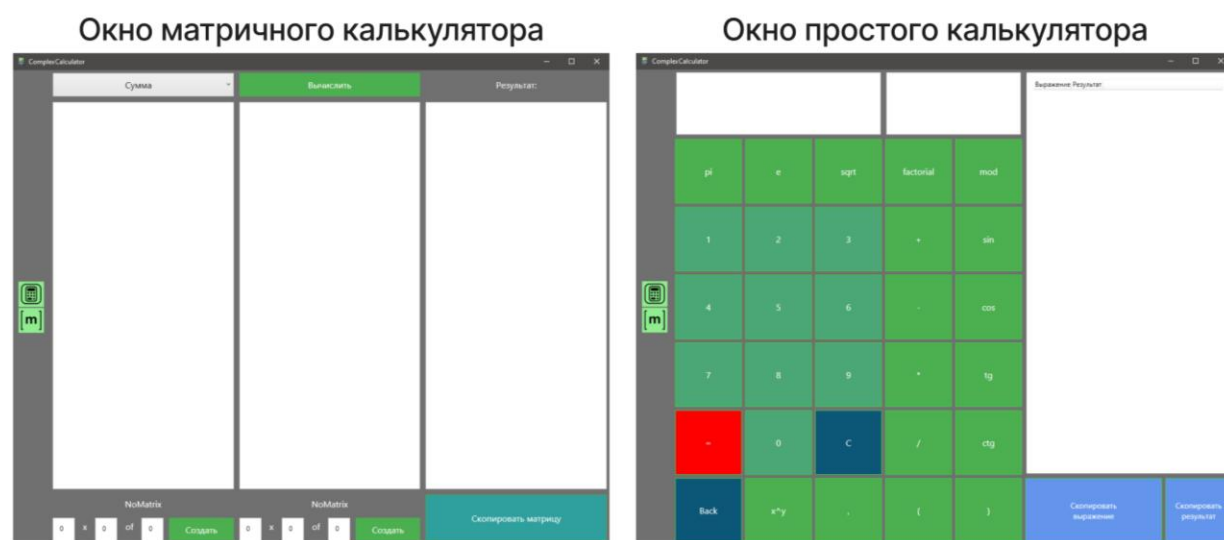 Окно матричного калькулятора
ComplexCalculator
Сумма
Вычислить
Результат:
[m]
NoMatrix
0 x 0 of 0 Создать
NoMatrix
0 x 0 of 0 Создать
Скопировать матрицу
Окно простого калькулятора
ComplexCalculator
Выражение Результат
pi e sqrt factorial mod
1 2 3 + sin
4 5 6 - cos
[m]
7 8 9 * tg
= 0 C / ctg
Back x^y , ( )
Скопировать
выражение
Скопировать
результат